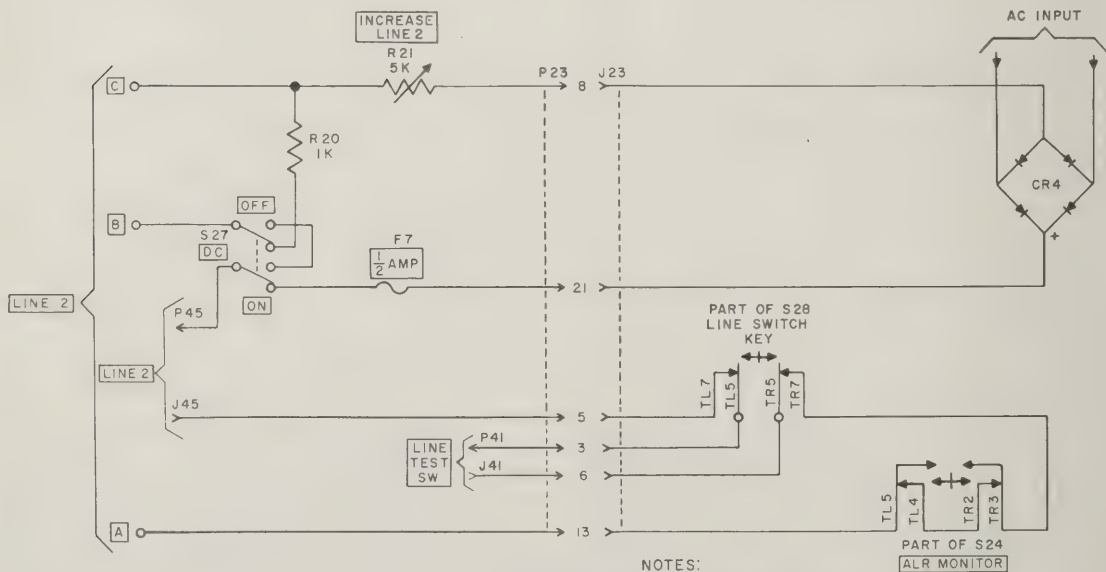 AC INPUT
INCREASE
LINE 2
R21
5K
P23 J23
C
8
R20
1K
CR4
OFF
B
S27
DC
F7
1/2 AMP
+
LINE 2
21
ON
P45
PART OF S28
LINE SWITCH
KEY
LINE 2
TL7
TL5
TR5
TR7
J45
5
P41
3
LINE
TEST
SW
J41
6
TL5
TL4
TR2
TR3
A
13
PART OF S24
ALR MONITOR
NOTES: